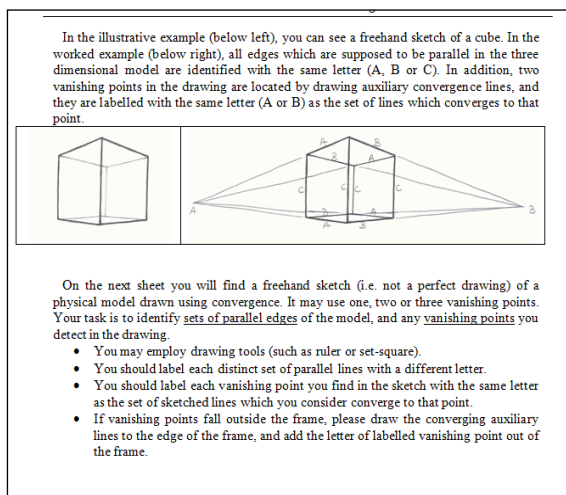 In the illustrative example (below left), you can see a freehand sketch of a cube. In the
worked example (below right), all edges which are supposed to be parallel in the three
dimensional model are identified with the same letter (A, B or C). In addition, two
vanishing points in the drawing are located by drawing auxiliary convergence lines, and
they are labelled with the same letter (A or B) as the set of lines which converges to that
point.
A B
B A
C C C C
A B
B A
A B
On the next sheet you will find a freehand sketch (i.e. not a perfect drawing) of a
physical model drawn using convergence. It may use one, two or three vanishing points.
Your task is to identify sets of parallel edges of the model, and any vanishing points you
detect in the drawing.
• You may employ drawing tools (such as ruler or set-square).
• You should label each distinct set of parallel lines with a different letter.
• You should label each vanishing point you find in the sketch with the same letter
as the set of sketched lines which you consider converge to that point.
• If vanishing points fall outside the frame, please draw the converging auxiliary
lines to the edge of the frame, and add the letter of labelled vanishing point out of
the frame.